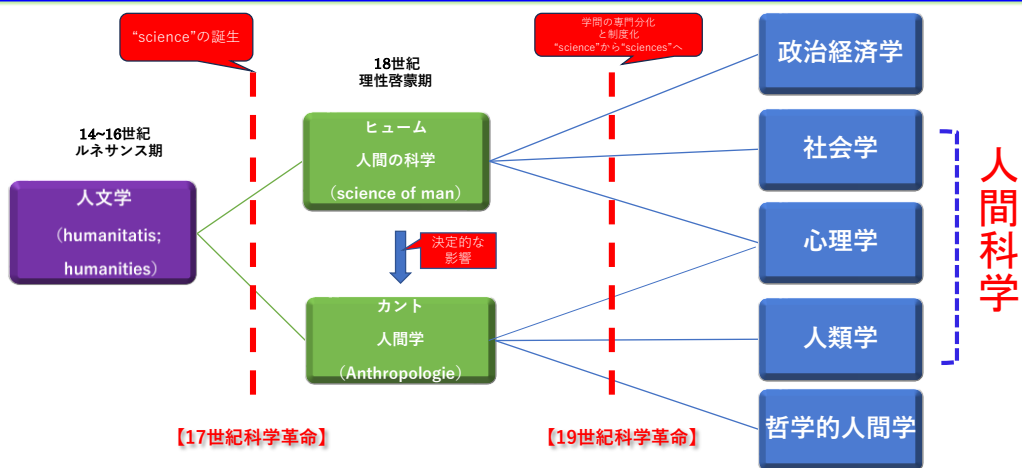 “science”の誕生
学問の専門分化
と制度化
“science”から“sciences”へ
18世紀
理性啓蒙期
14~16世紀
ルネサンス期
人文学
（humanitatis;
humanities）
ヒューム
人間の科学
（science of man）
決定的な
影響
カント
人間学
（Anthropologie）
政治経済学
社会学
心理学
人類学
哲学的人間学
人間科学
【17世紀科学革命】
【19世紀科学革命】